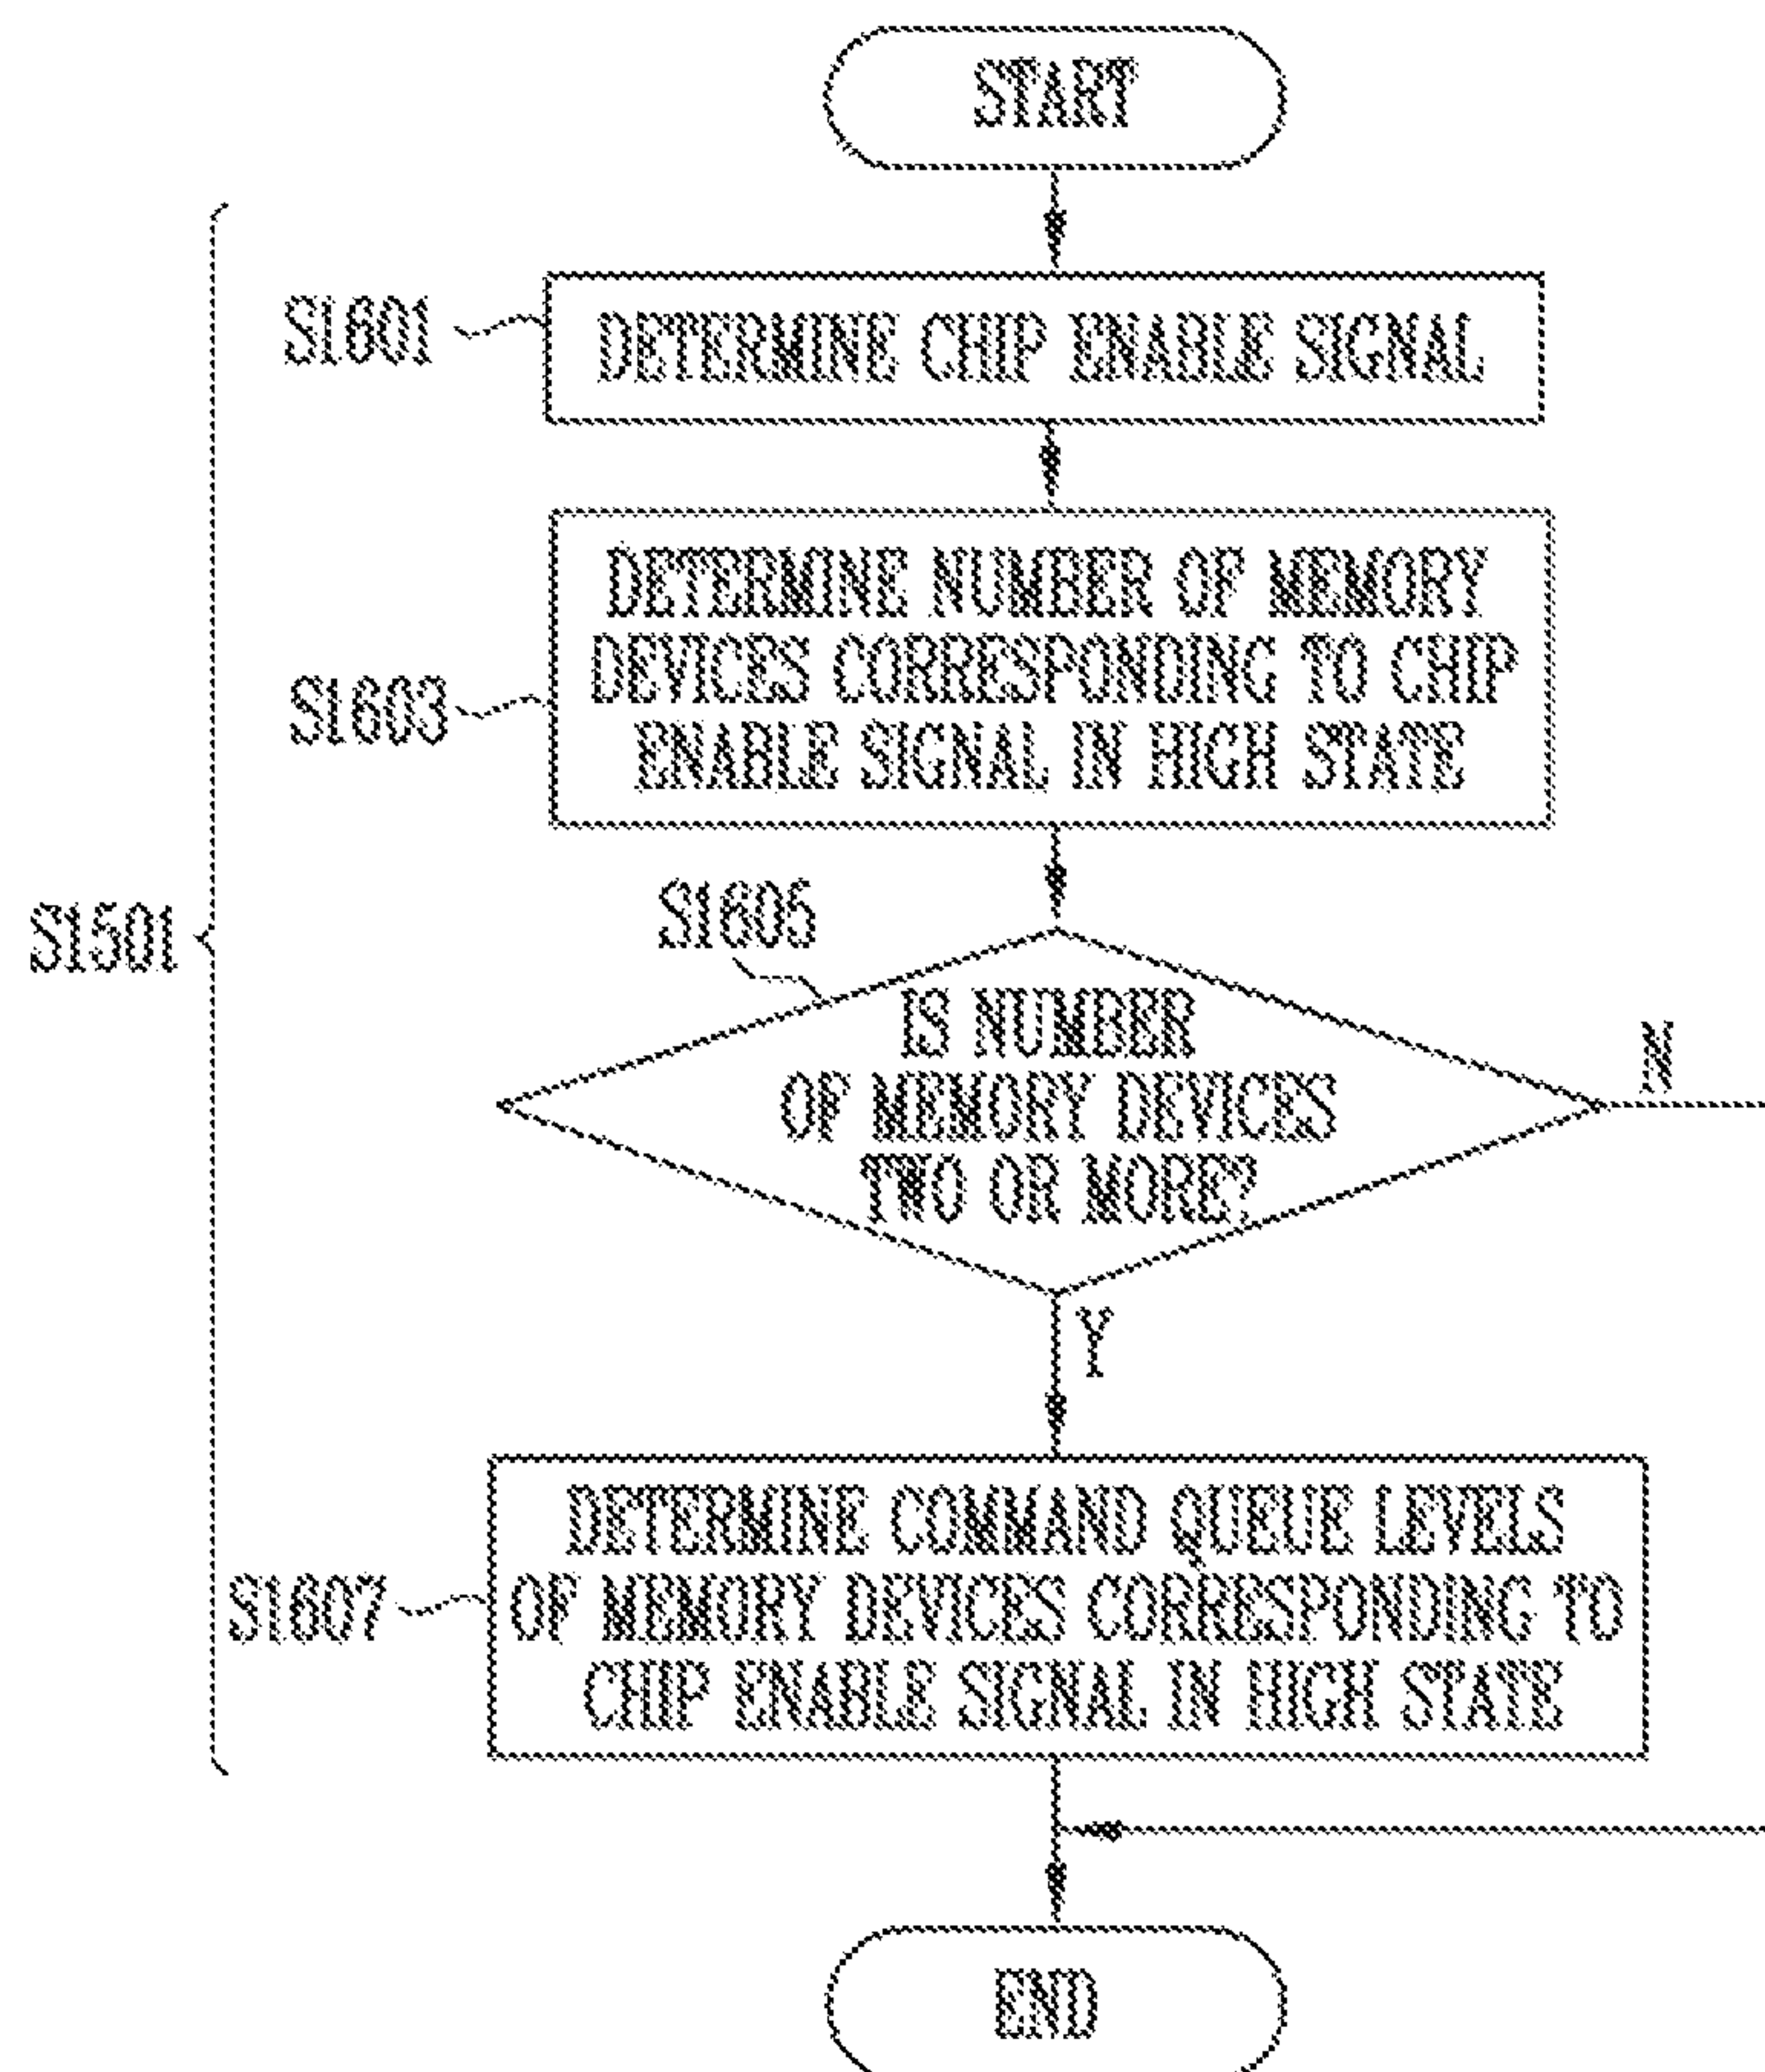 START
S1601
DETERMINE CHIP ENABLE SIGNAL
S1603
DETERMINE NUMBER OF MEMORY
DEVICES CORRESPONDING TO CHIP
ENABLE SIGNAL IN HIGH STATE
S1501
S1605
IS NUMBER
OF MEMORY DEVICES
TWO OR MORE?
N
Y
S1607
DETERMINE COMMAND QUEUE LEVELS
OF MEMORY DEVICES CORRESPONDING TO
CHIP ENABLE SIGNAL IN HIGH STATE
END